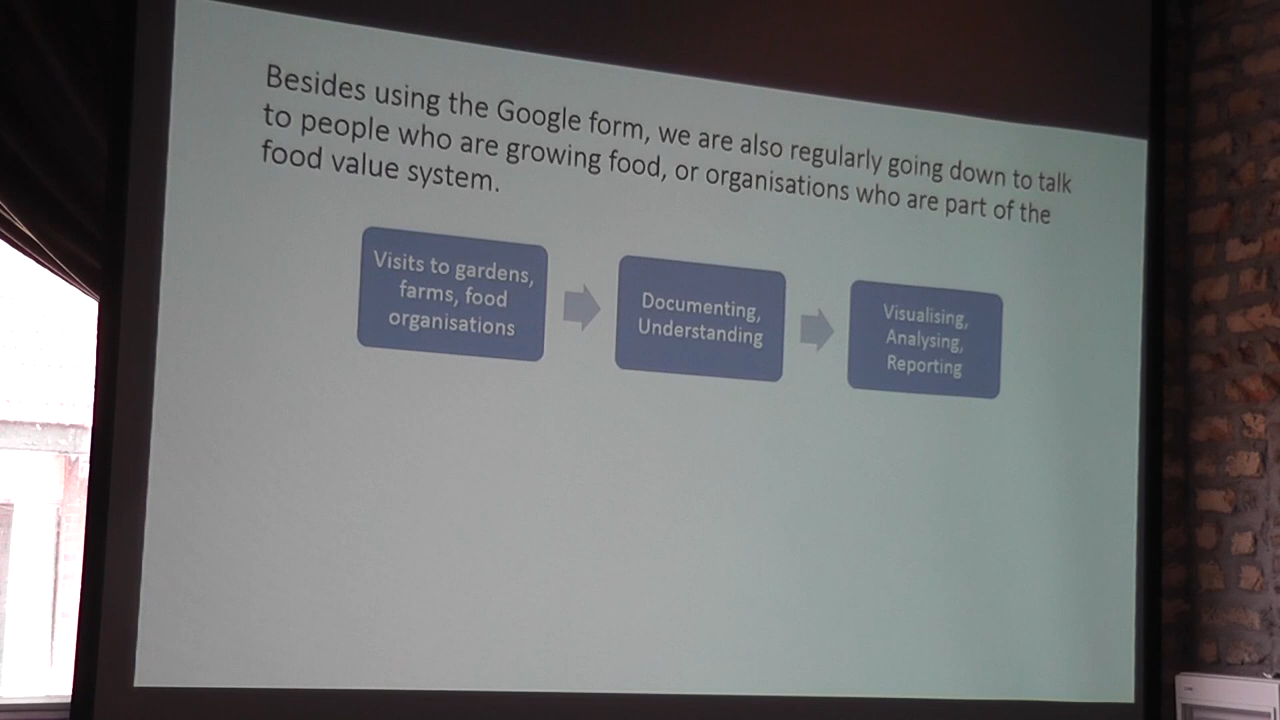 Besides using the Google form, we are also regularly going down to talk
to people who are growing food, or organisations who are part of the
food value system.
Visits to gardens,
farms, food
organisations
Documenting,
Understanding
Visualising,
Analysing,
Reporting